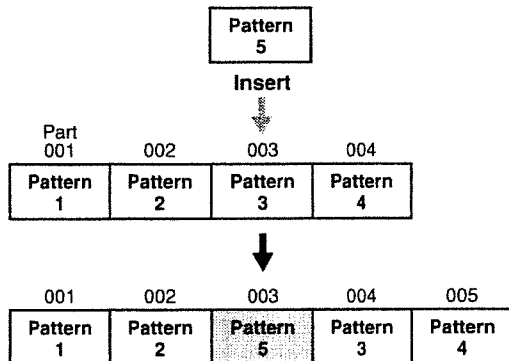 Pattern
5
Insert
Part
001 002 003 004
Pattern Pattern Pattern Pattern
1 2 3 4
001 002 003 004 005
Pattern Pattern Pattern Pattern Pattern
1 2 5 3 4